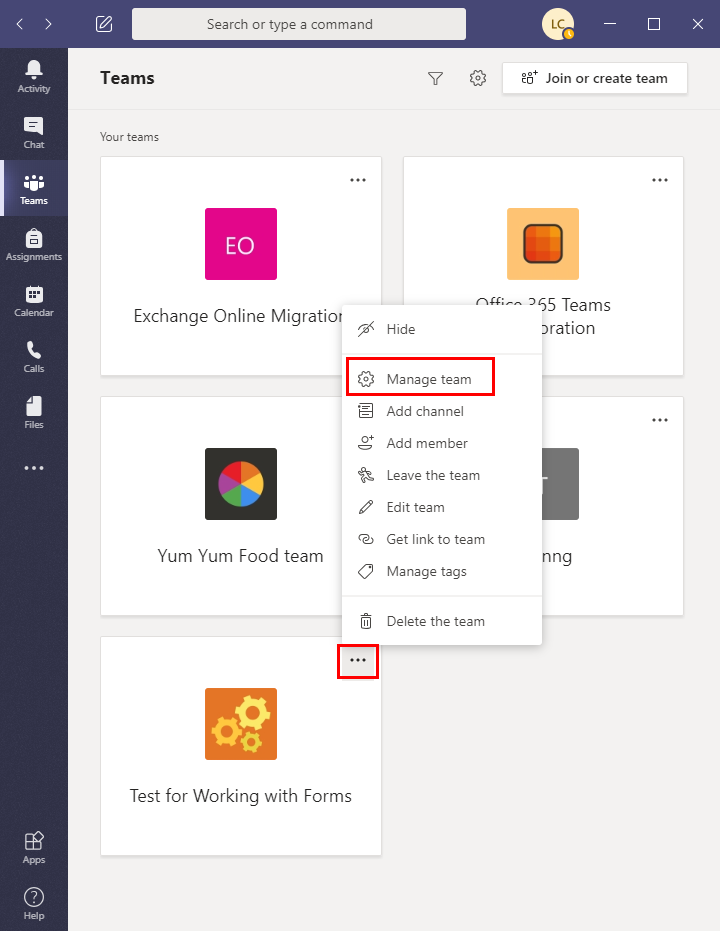 Search or type a command
LC
Activity
Chat
Teams
Assignments
Calendar
Calls
Files
Apps
Help
Teams
Join or create team
Your teams
EO
Exchange Online Migration
Office 365 Teams
oration
Yum Yum Food team
nng
Test for Working with Forms
Hide
Manage team
Add channel
Add member
Leave the team
Edit team
Get link to team
Manage tags
Delete the team